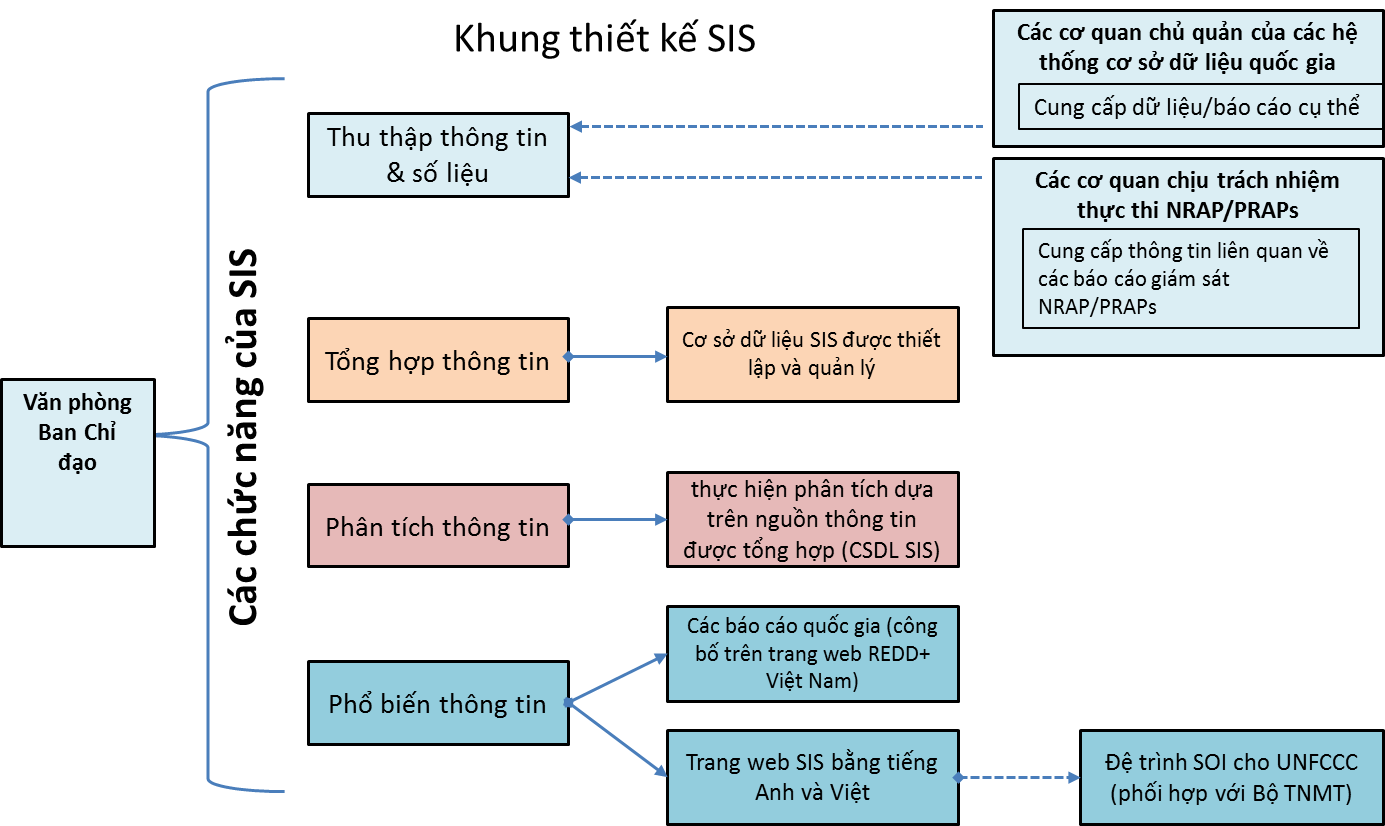 Khung thiết kế SIS
Các cơ quan chủ quản của các hệ
thống cơ sở dữ liệu quốc gia
Cung cấp dữ liệu/báo cáo cụ thể
Thu thập thông tin
& số liệu
Các cơ quan chịu trách nhiệm
thực thi NRAP/PRAPs
Cung cấp thông tin liên quan về
các báo cáo giám sát
NRAP/PRAPs
Văn phòng
Ban Chỉ
đạo
Các chức năng của SIS
Tổng hợp thông tin
Cơ sở dữ liệu SIS được thiết
lập và quản lý
Phân tích thông tin
thực hiện phân tích dựa
trên nguồn thông tin
được tổng hợp (CSDL SIS)
Phổ biến thông tin
Các báo cáo quốc gia (công
bố trên trang web REDD+
Việt Nam)
Trang web SIS bằng tiếng
Anh và Việt
Đệ trình SOI cho UNFCCC
(phối hợp với Bộ TNMT)